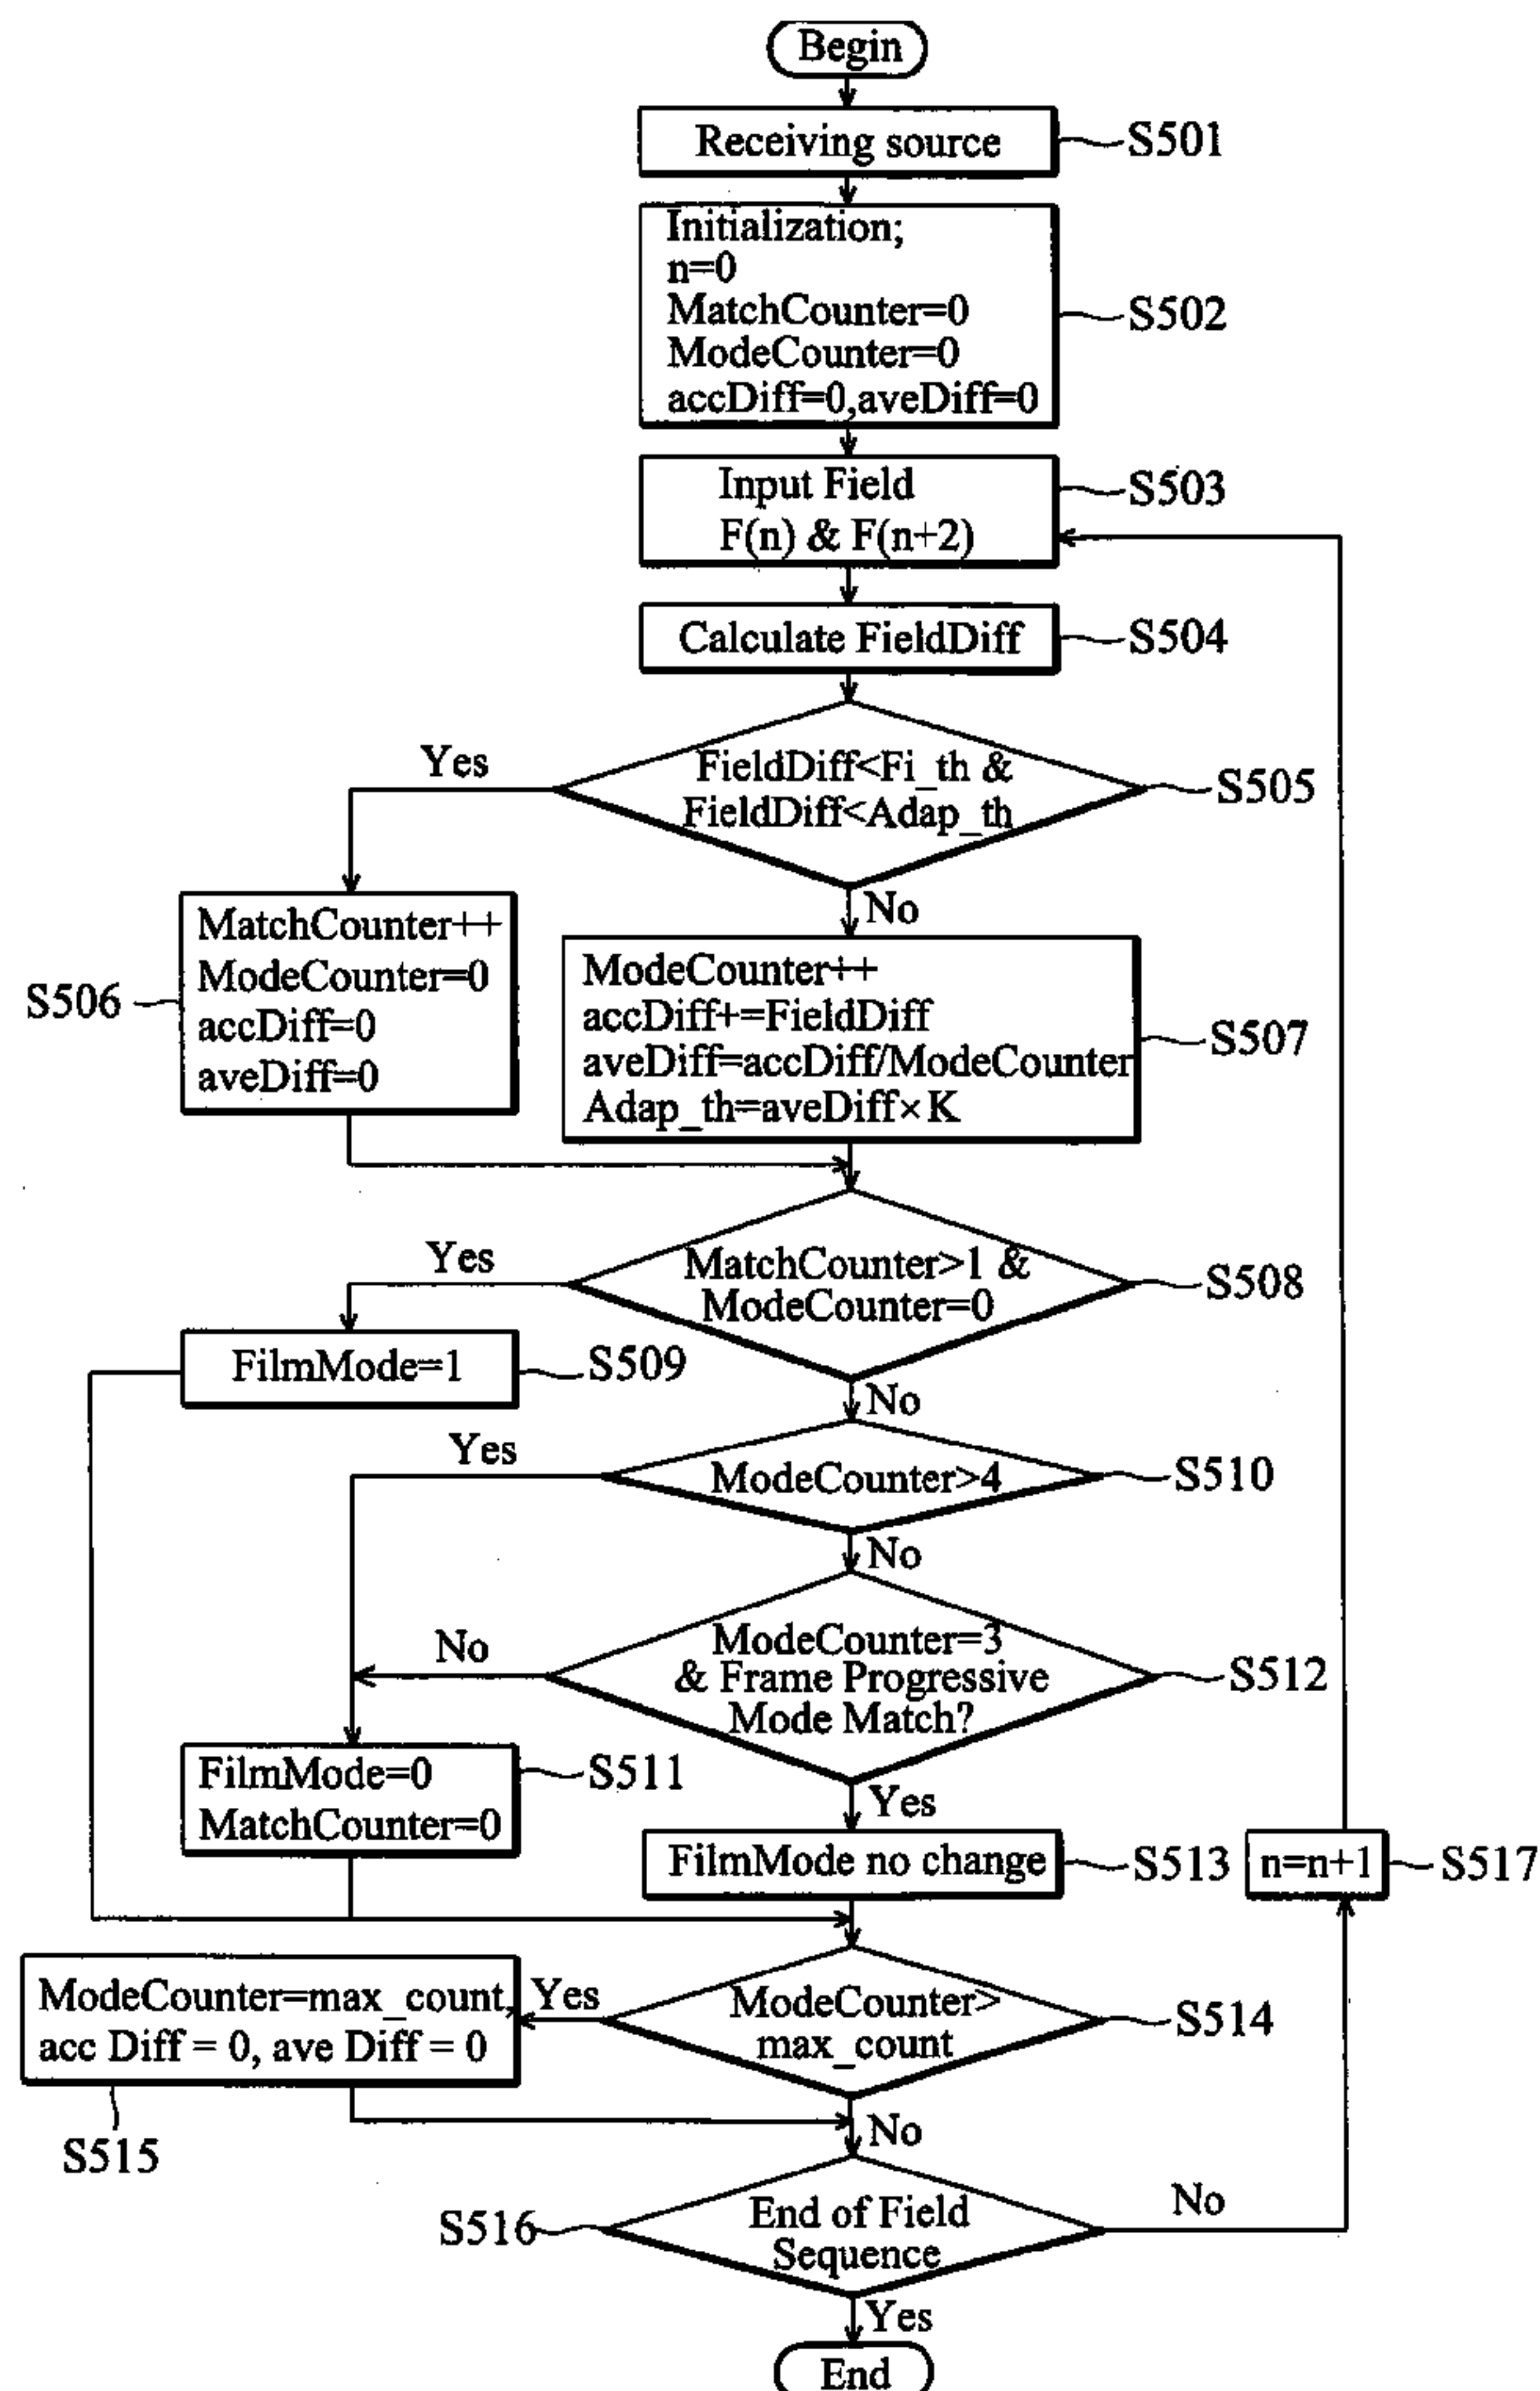 Begin
Receiving source
S501
Initialization;
n=0
MatchCounter=0
ModeCounter=0
accDiff=0,aveDiff=0
S502
Input Field
F(n) & F(n+2)
S503
Calculate FieldDiff
S504
FieldDiff<Fi_th &
FieldDiff<Adap_th
S505
Yes
No
MatchCounter++
ModeCounter=0
accDiff=0
aveDiff=0
S506
ModeCounter++
accDiff+=FieldDiff
aveDiff=accDiff/ModeCounter
Adap_th=aveDiff×K
S507
MatchCounter>1 &
ModeCounter=0
S508
Yes
No
FilmMode=1
S509
ModeCounter>4
S510
Yes
No
ModeCounter=3
& Frame Progressive
Mode Match?
S512
No
Yes
FilmMode=0
MatchCounter=0
S511
FilmMode no change
S513
n=n+1
S517
ModeCounter>
max_count
S514
Yes
No
ModeCounter=max_count,
acc Diff = 0, ave Diff = 0
S515
End of Field
Sequence
S516
No
Yes
End